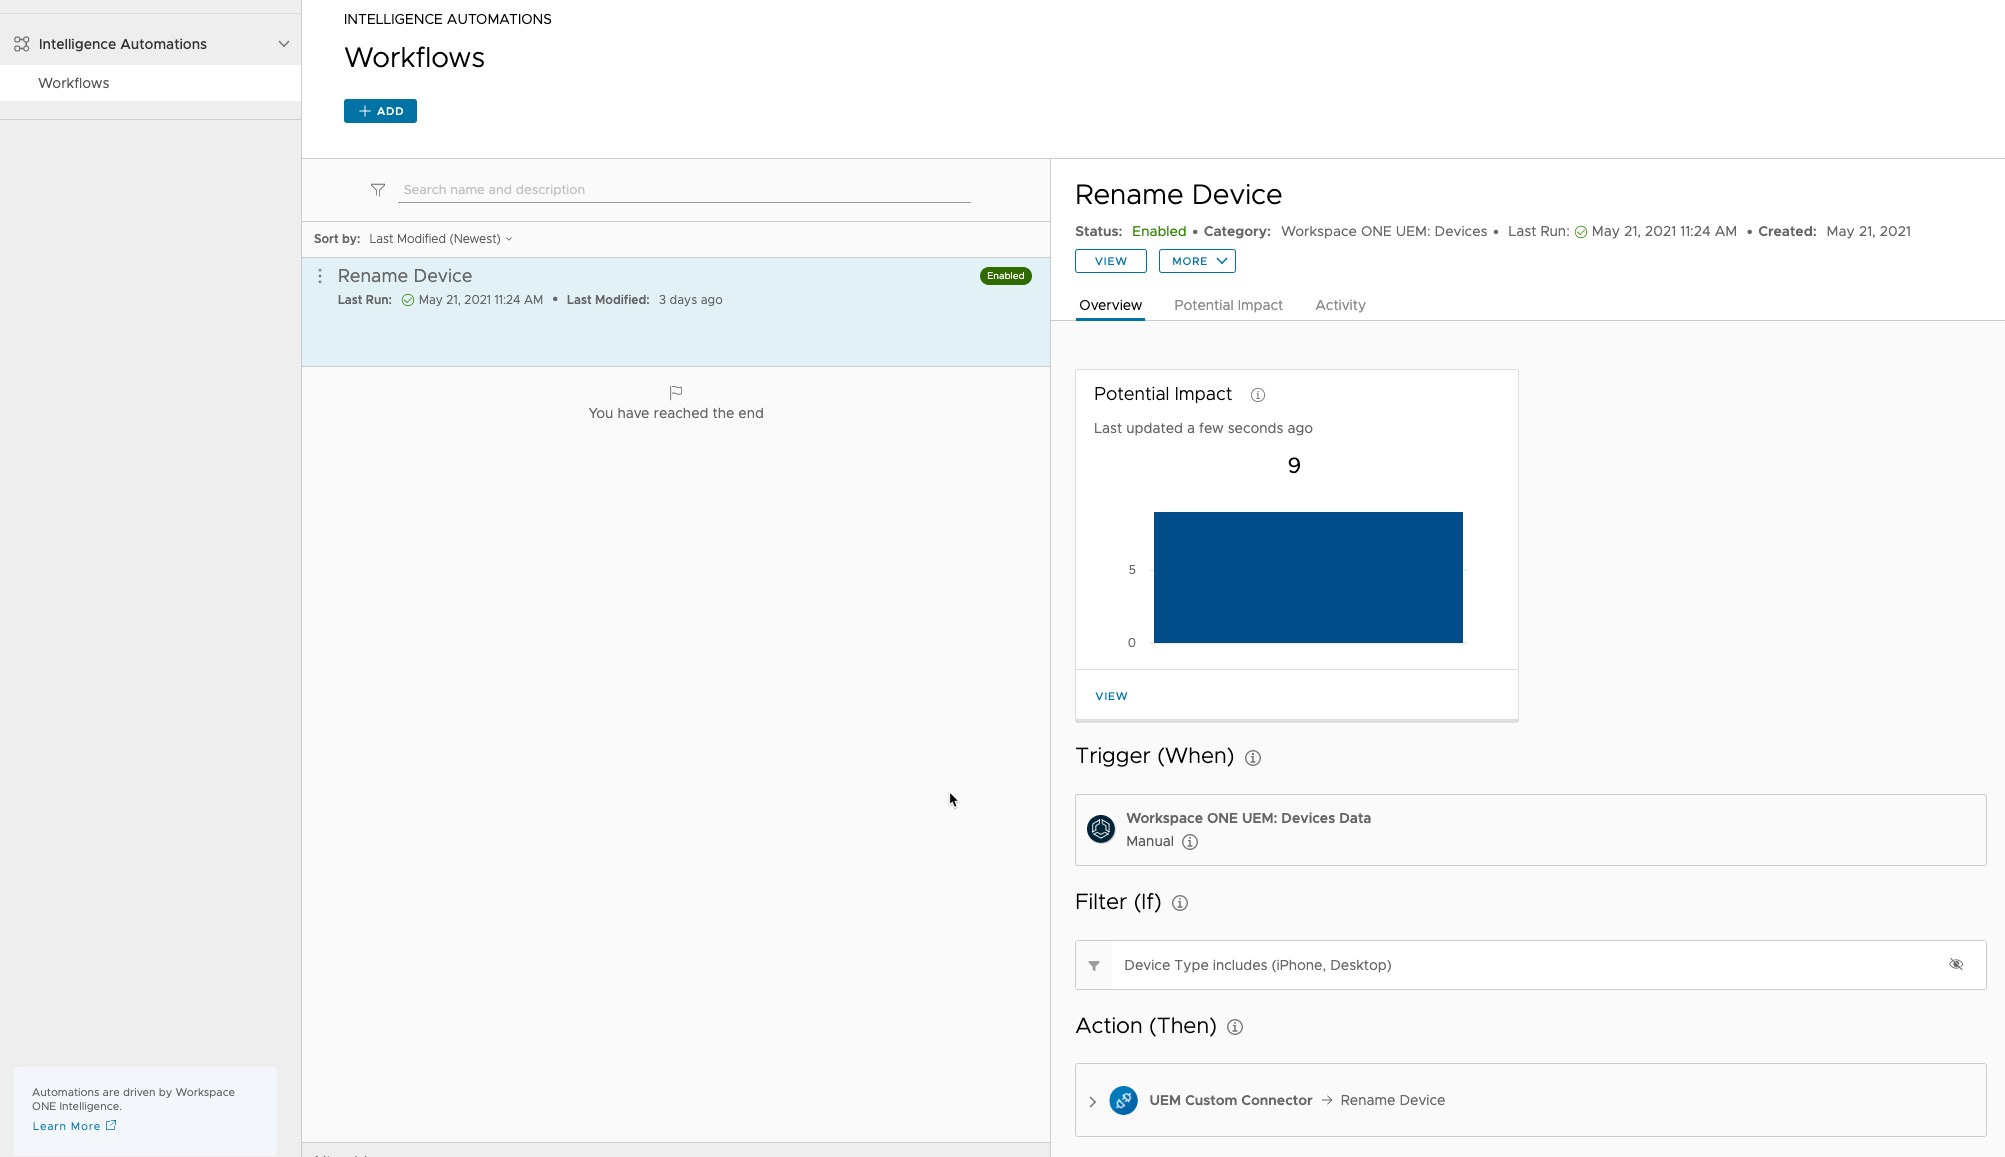 Intelligence Automations
Workflows
Automations are driven by Workspace
ONE Intelligence.
Learn More
INTELLIGENCE AUTOMATIONS
Workflows
ADD
Search name and description
Sort by: Last Modified (Newest)
Rename Device
Enabled
Last Run: May 21, 2021 11:24 AM • Last Modified: 3 days ago
You have reached the end
Rename Device
Status: Enabled • Category: Workspace ONE UEM: Devices • Last Run: May 21, 2021 11:24 AM • Created: May 21, 2021
VIEW
MORE
Overview Potential Impact Activity
Potential Impact
Last updated a few seconds ago
9
5
0
VIEW
Trigger (When)
Workspace ONE UEM: Devices Data
Manual
Filter (If)
Device Type includes (iPhone, Desktop)
Action (Then)
UEM Custom Connector → Rename Device